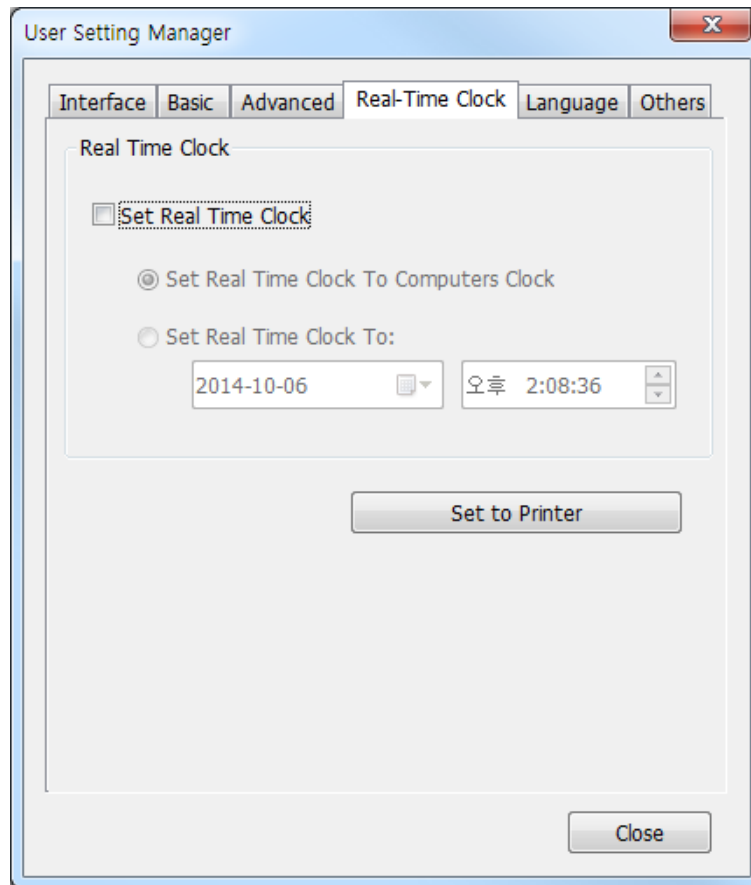 User Setting Manager
Interface Basic Advanced Real-Time Clock Language Others
Real Time Clock
Set Real Time Clock
Set Real Time Clock To Computers Clock
Set Real Time Clock To:
2014-10-06 오후 2:08:36
Set to Printer
Close